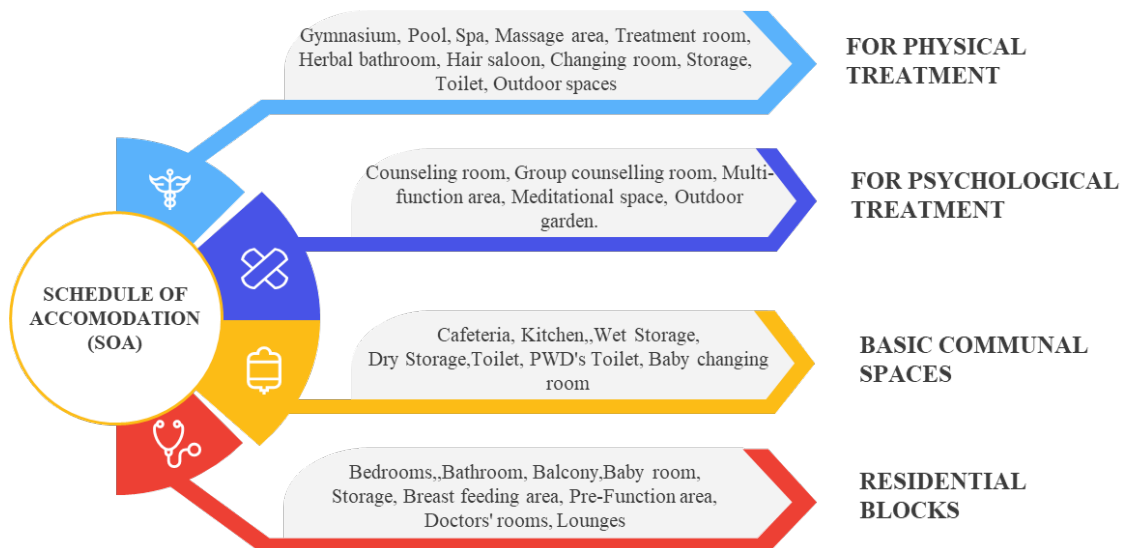 Gymnasium, Pool, Spa, Massage area, Treatment room,
Herbal bathroom, Hair saloon, Changing room, Storage,
Toilet, Outdoor spaces
FOR PHYSICAL
TREATMENT
Counseling room, Group counselling room, Multi-
function area, Meditational space, Outdoor
garden.
FOR PSYCHOLOGICAL
TREATMENT
SCHEDULE OF
ACCOMODATION
(SOA)
Cafeteria, Kitchen,,Wet Storage,
Dry Storage,Toilet, PWD's Toilet, Baby changing
room
BASIC COMMUNAL
SPACES
Bedrooms,,Bathroom, Balcony,Baby room,
Storage, Breast feeding area, Pre-Function area,
Doctors' rooms, Lounges
RESIDENTIAL
BLOCKS